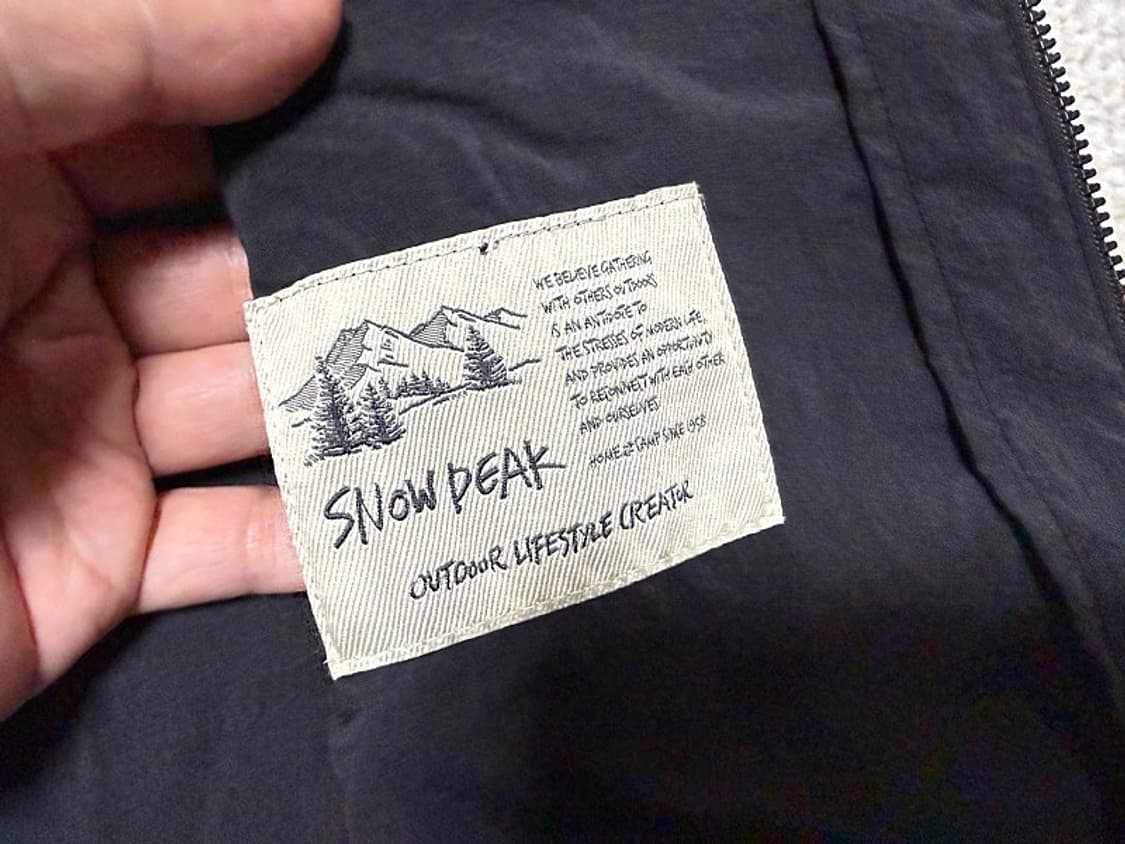 WE BELIEVE GATHERING
WITH OTHERS OUTDOORS
IS AN ANTIDOTE TO
THE STRESSES OF MODERN LIFE,
AND PROVIDES AN OPPORTUNITY
TO RECONNECT WITH EACH OTHER
AND OURSELVES
HOME ⇄ CAMP SINCE 1958
SNOW PEAK
OUTDOOR LIFESTYLE CREATOR